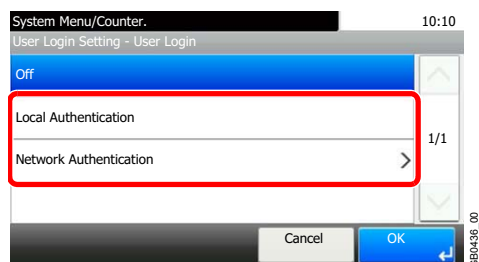 System Menu/Counter.
10:10
User Login Setting - User Login
Off
Local Authentication
1/1
Network Authentication
Cancel
OK